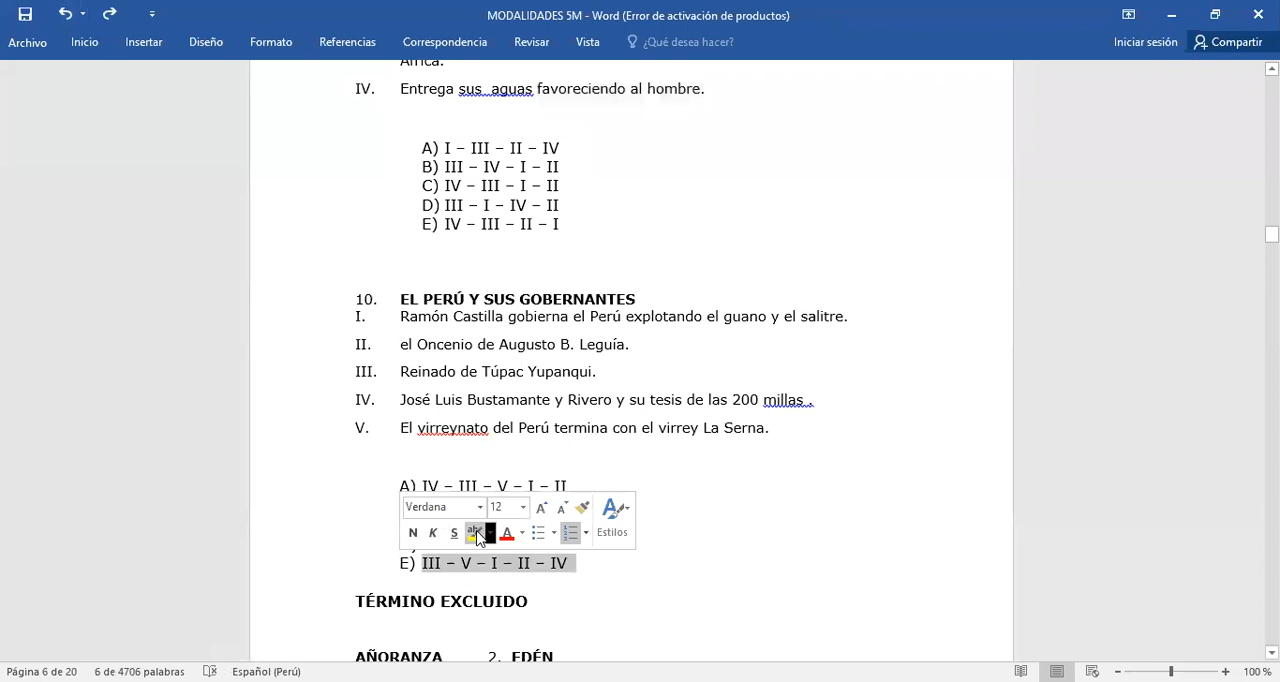 MODALIDADES 5M - Word (Error de activación de productos)
Archivo Inicio Insertar Diseño Formato Referencias Correspondencia Revisar Vista ¿Qué desea hacer? Iniciar sesión Compartir
África.
IV. Entrega sus aguas favoreciendo al hombre.
A) I – III – II – IV
B) III – IV – I – II
C) IV – III – I – II
D) III – I – IV – II
E) IV – III – II – I
10. EL PERÚ Y SUS GOBERNANTES
I. Ramón Castilla gobierna el Perú explotando el guano y el salitre.
II. el Oncenio de Augusto B. Leguía.
III. Reinado de Túpac Yupanqui.
IV. José Luis Bustamante y Rivero y su tesis de las 200 millas .
V. El virreynato del Perú termina con el virrey La Serna.
A) IV – III – V – I – II
Verdana 12
N K S abc A Estilos
E) III – V – I – II – IV
TÉRMINO EXCLUIDO
AÑORANZA 2. EDÉN
Página 6 de 20 6 de 4706 palabras Español (Perú) 100 %